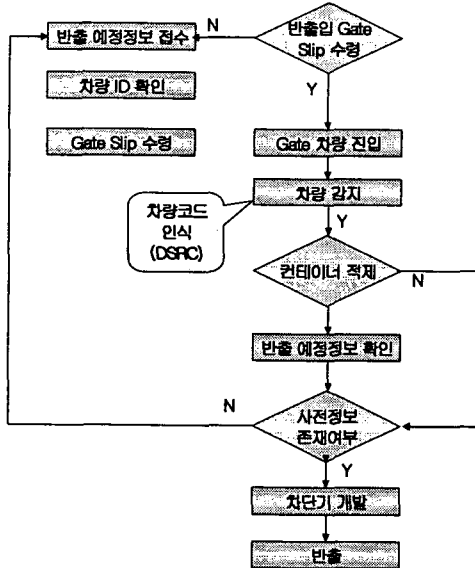 N
반출 예정정보 접수
반출입 Gate
Slip 수령
차량 ID 확인
Y
Gate Slip 수령
Gate 차량 진입
차량 감지
차량코드
인식
(DSRC)
Y
컨테이너 적제
N
반출 예정정보 확인
N
사전정보
존재여부
Y
차단기 개발
반출